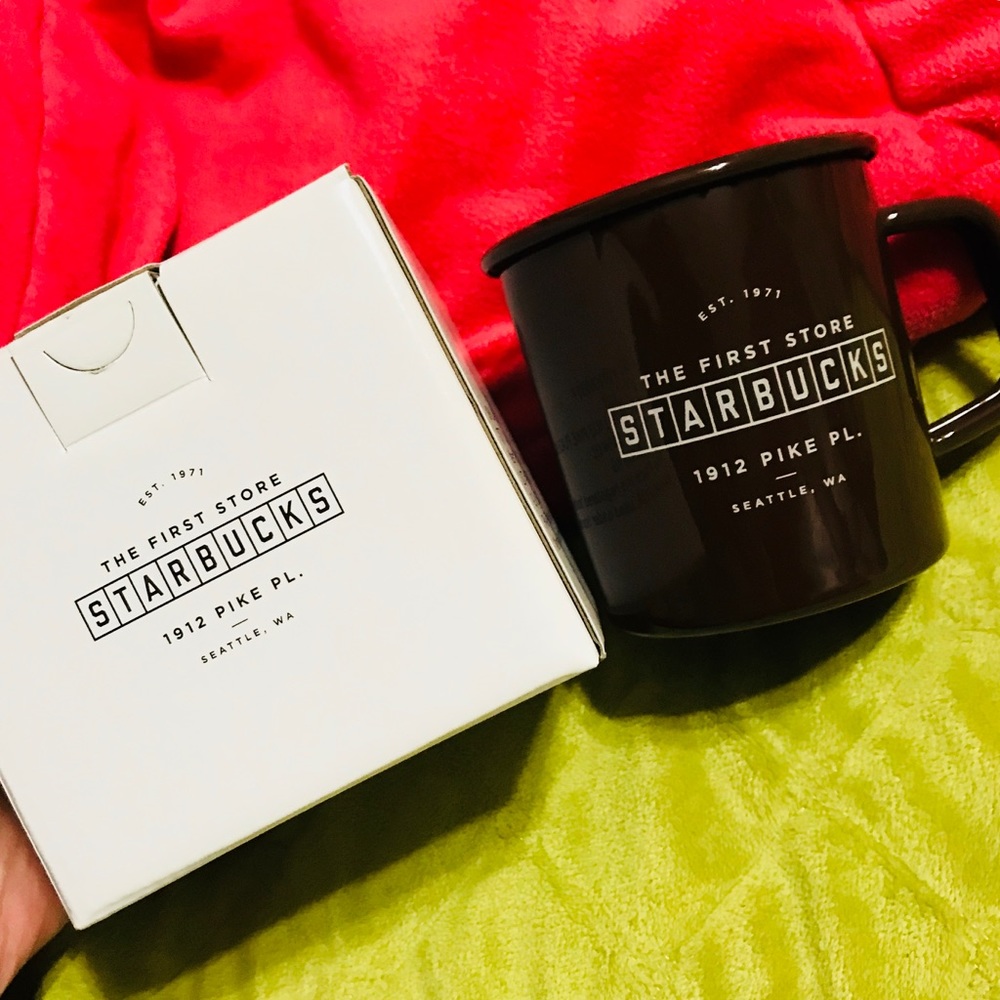 EST. 1971
THE FIRST STORE
STARBUCKS
1912 PIKE PL.
SEATTLE, WA
EST. 1971
THE FIRST STORE
STARBUCKS
1912 PIKE PL.
SEATTLE, WA